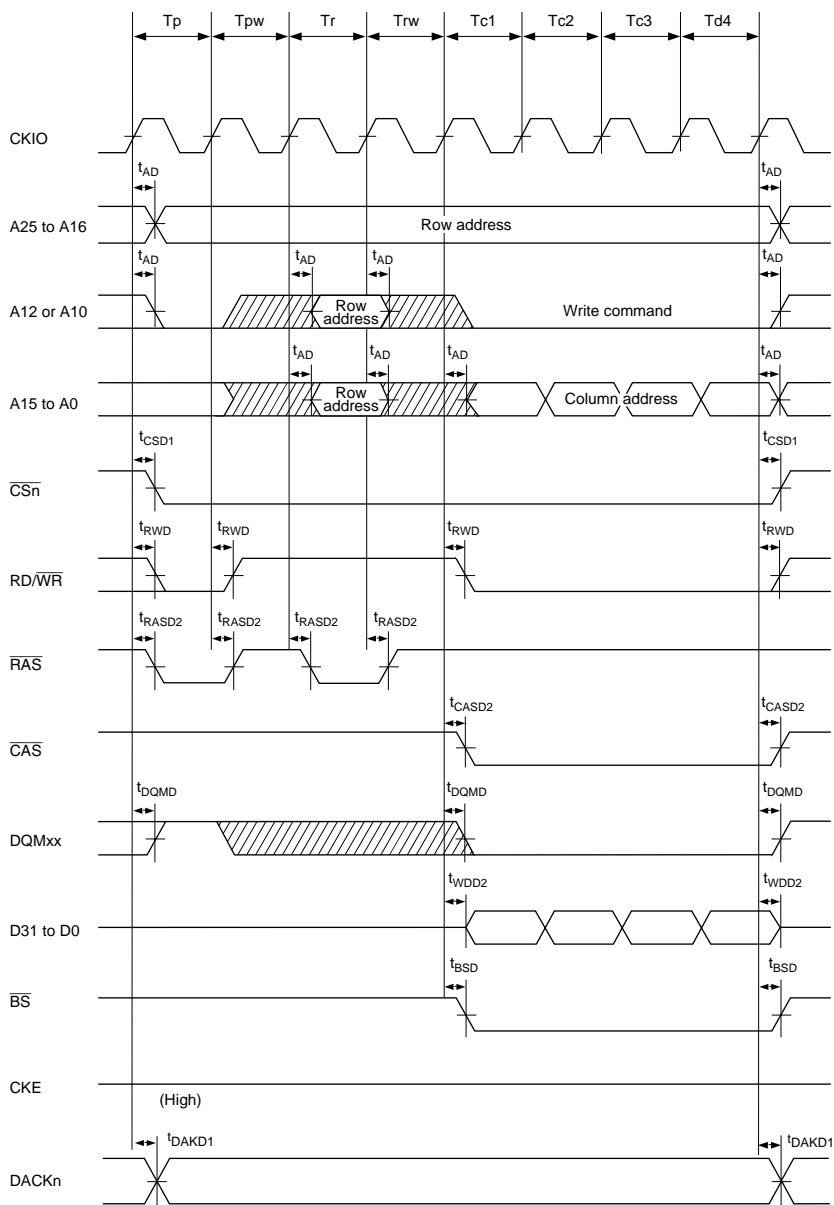 Tp Tpw Tr Trw Tc1 Tc2 Tc3 Td4
CKIO
tAD tAD
A25 to A16 Row address
tAD tAD tAD tAD
A12 or A10 Row address Write command
tAD tAD tAD tAD
A15 to A0 Row address Column address
tCSD1 tCSD1
CSn
tRWD tRWD tRWD tRWD
RD/WR
tRASD2 tRASD2 tRASD2 tRASD2
RAS
tCASD2 tCASD2
CAS
tDQMD tDQMD tDQMD
DQMxx
tWDD2 tWDD2
D31 to D0
tBSD tBSD
BS
CKE
(High)
tDAKD1 tDAKD1
DACKn